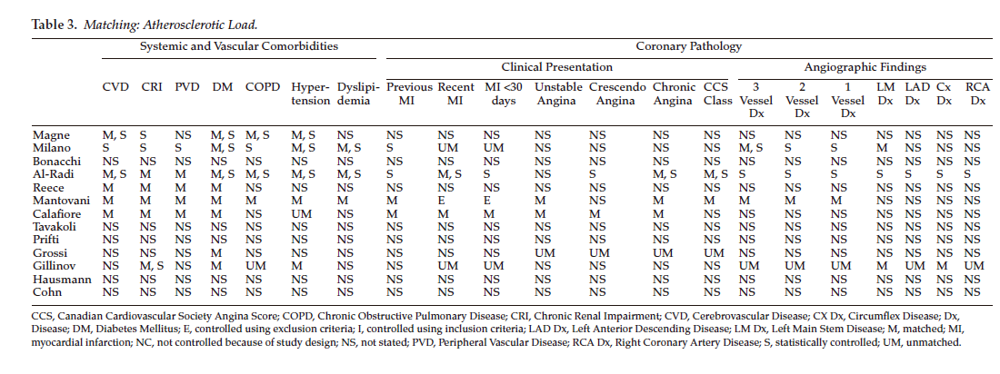 Table 3. Matching: Atherosclerotic Load.
Systemic and Vascular Comorbidities Coronary Pathology
Clinical Presentation Angiographic Findings
CVD CRI PVD DM COPD Hyper- Dyslipi- Previous Recent MI <30 Unstable Crescendo Chronic CCS 3 2 1 LM LAD Cx RCA
tension demia MI MI days Angina Angina Angina Class Vessel Vessel Vessel Dx Dx Dx Dx
Dx Dx Dx
Magne M, S S NS M, S M, S M, S NS NS NS NS NS NS NS NS NS NS NS NS NS NS NS
Milano S S S M, S S M, S M, S S UM UM NS NS NS NS M, S S S M NS NS NS
Bonacchi NS NS NS NS NS NS NS NS NS NS NS NS NS NS NS NS NS NS NS NS NS
Al-Radi M, S M M M, S M, S M, S M, S S M, S S NS S M, S M, S S S S S S S S
Reece M M M M NS NS NS NS NS NS NS NS NS NS NS NS NS NS NS NS NS
Mantovani M M M M M M M M E E M NS M M M M M NS NS NS NS
Calafiore M M M M NS UM NS M M M M M M NS NS NS NS NS NS NS NS
Tavakoli NS NS NS NS NS NS NS NS NS NS NS NS NS NS NS NS NS NS NS NS NS
Prifti NS NS NS NS NS NS NS NS NS NS NS NS NS NS NS NS NS NS NS NS NS
Grossi NS NS NS M NS NS NS NS NS NS UM UM UM UM NS NS NS NS NS NS NS
Gillinov NS M, S NS M UM M NS NS UM UM NS NS NS NS UM UM UM M UM M UM
Hausmann NS NS NS NS NS NS NS NS NS NS NS NS NS NS NS NS NS NS NS NS NS
Cohn NS NS NS NS NS NS NS NS NS NS NS NS NS NS NS NS NS NS NS NS NS
CCS, Canadian Cardiovascular Society Angina Score; COPD, Chronic Obstructive Pulmonary Disease; CRI, Chronic Renal Impairment; CVD, Cerebrovascular Disease; CX Dx, Circumflex Disease; Dx,
Disease; DM, Diabetes Mellitus; E, controlled using exclusion criteria; I, controlled using inclusion criteria; LAD Dx, Left Anterior Descending Disease; LM Dx, Left Main Stem Disease; M, matched; MI,
myocardial infarction; NC, not controlled because of study design; NS, not stated; PVD, Peripheral Vascular Disease; RCA Dx, Right Coronary Artery Disease; S, statistically controlled; UM, unmatched.